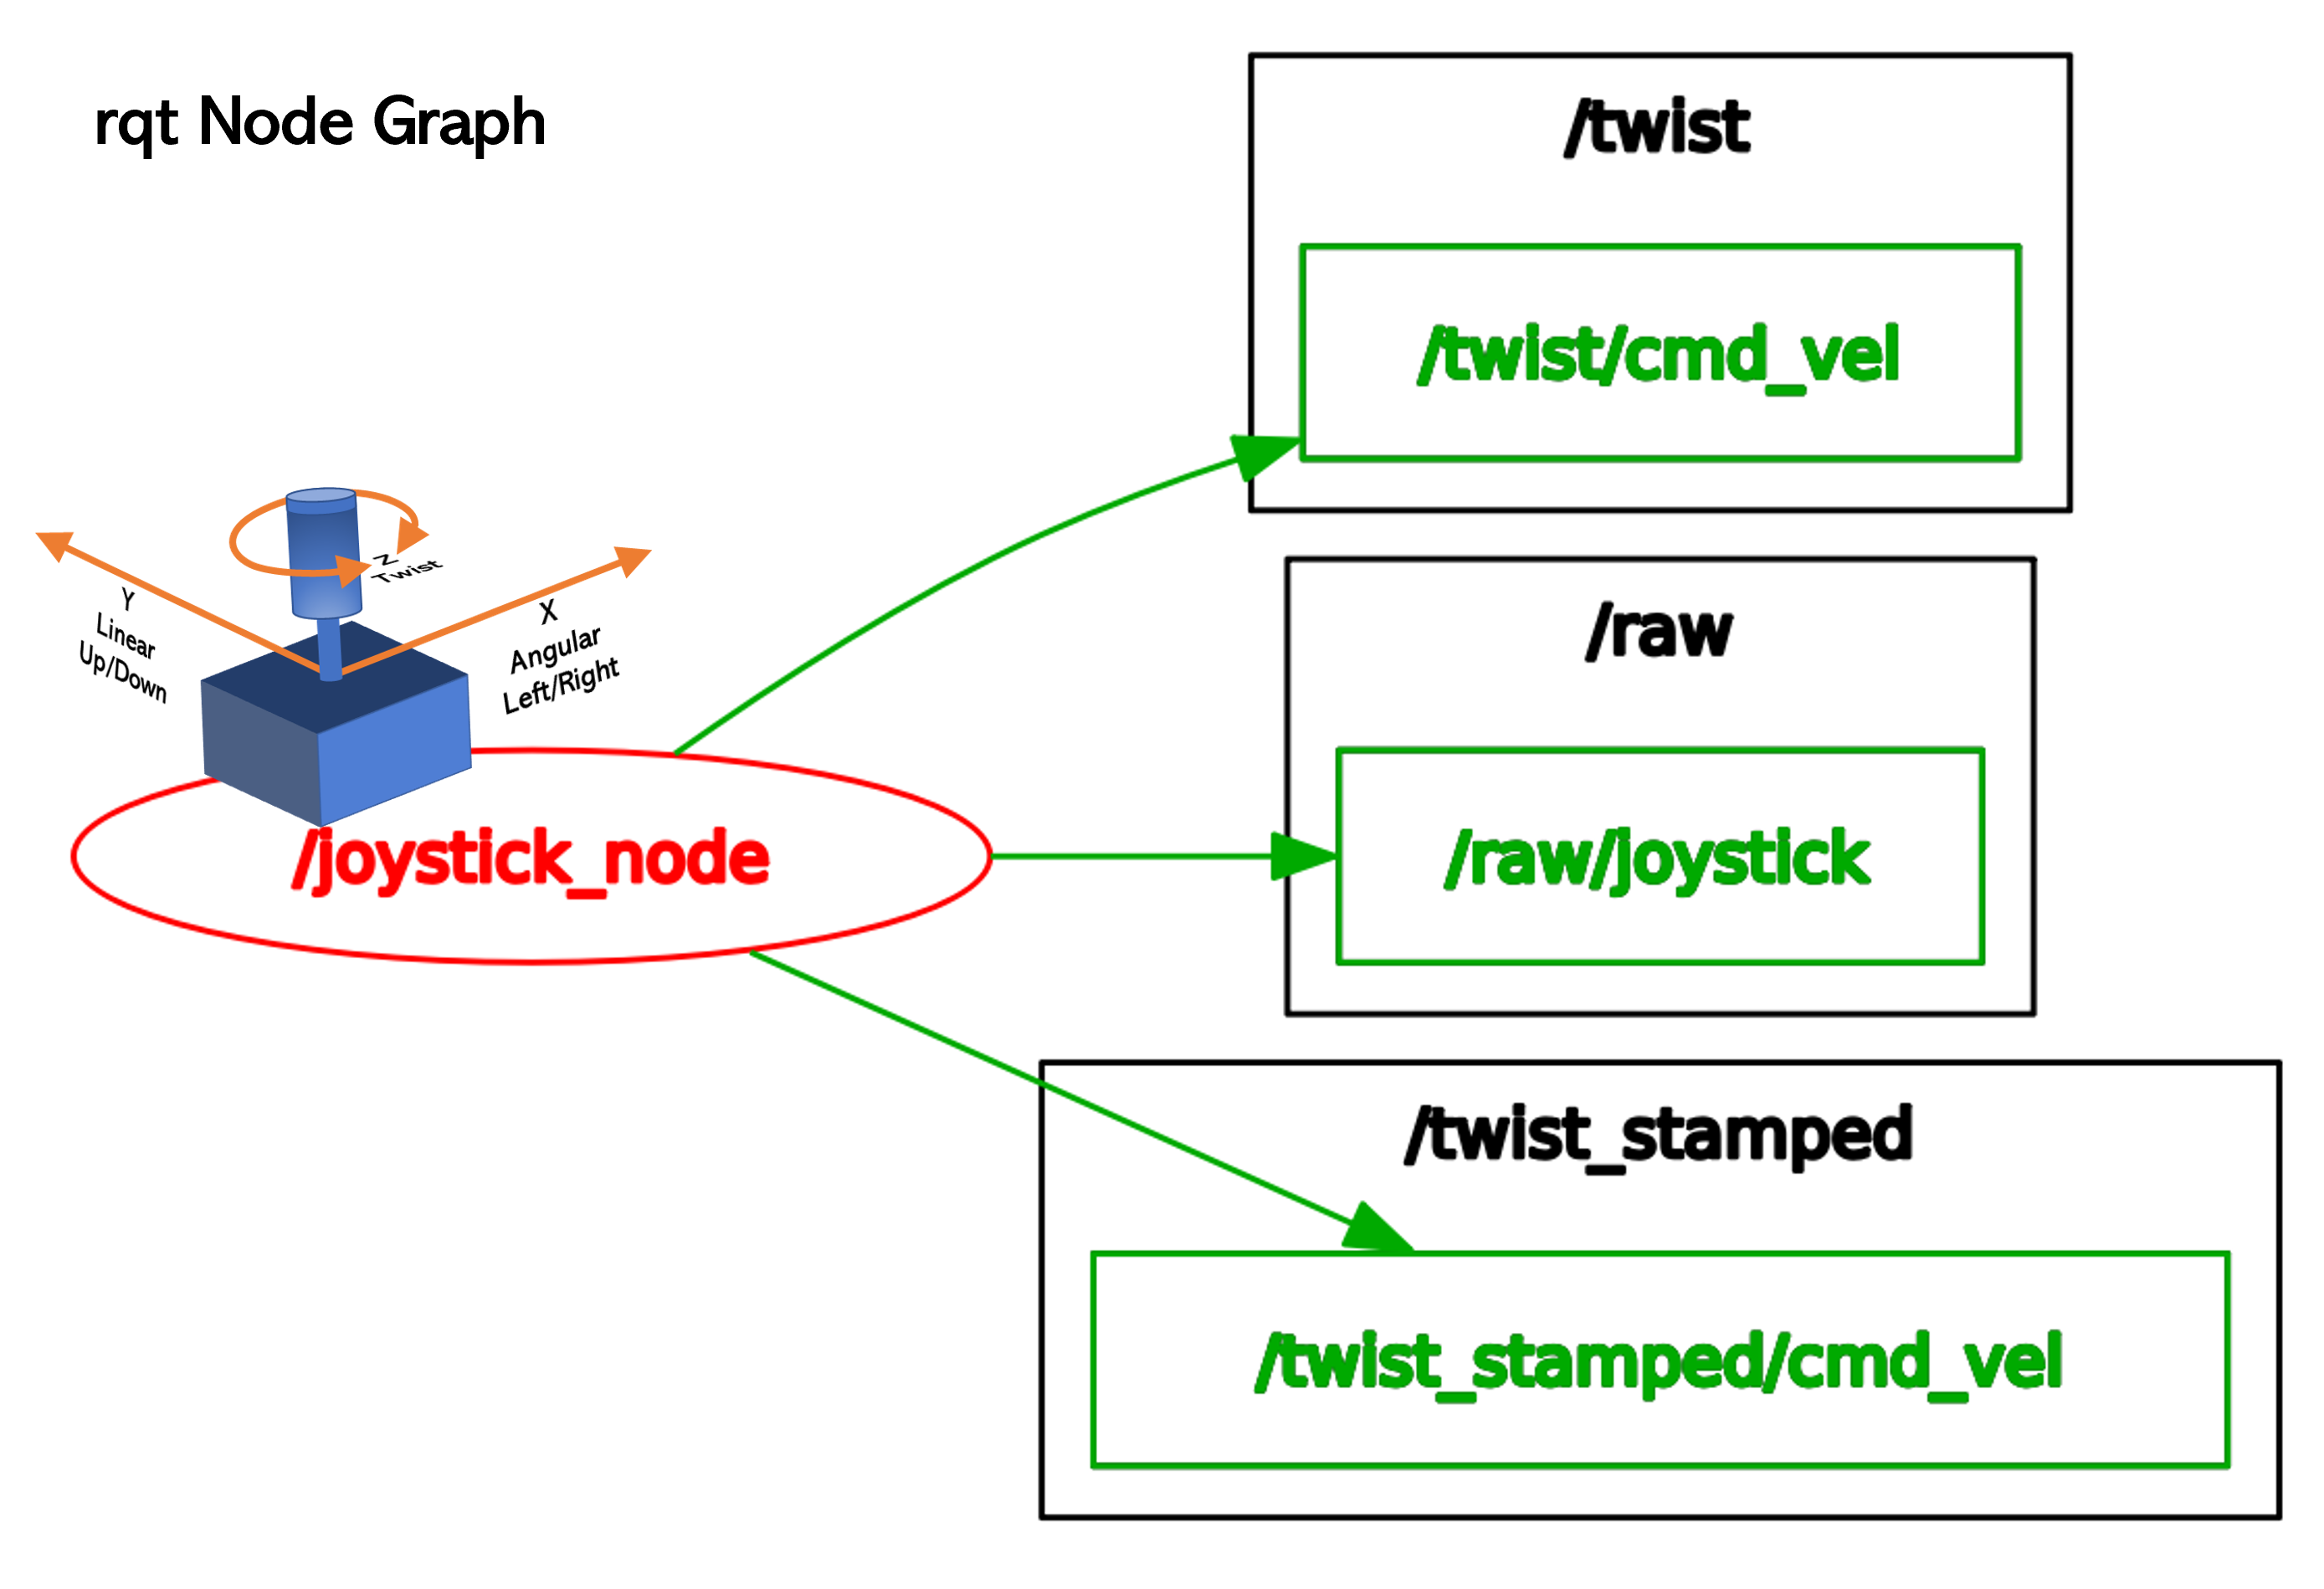 rqt Node Graph
/twist
/twist/cmd_vel
Z
Twist
Y
Linear
Up/Down
X
Angular
Left/Right
/raw
/raw/joystick
/joystick_node
/twist_stamped
/twist_stamped/cmd_vel